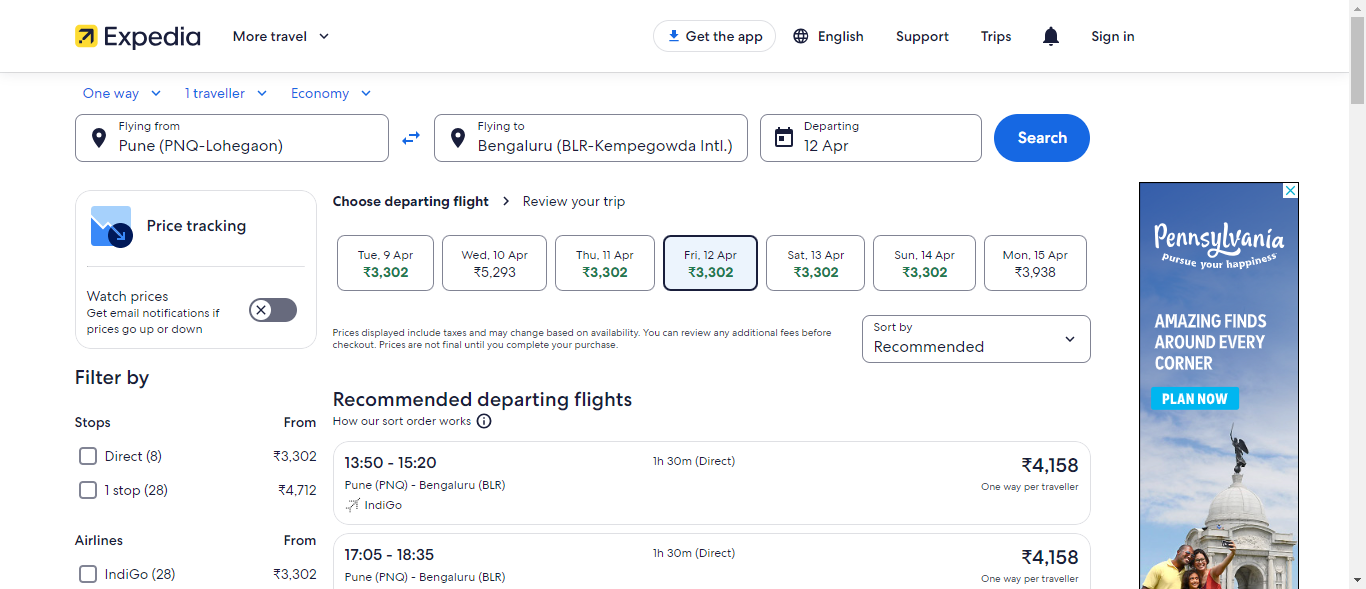 Expedia
More travel
Get the app
English
Support
Trips
Sign in
One way
1 traveller
Economy
Flying from
Pune (PNQ-Lohegaon)
Flying to
Bengaluru (BLR-Kempegowda Intl.)
Departing
12 Apr
Search
Price tracking
Watch prices
Get email notifications if
prices go up or down
Choose departing flight
Review your trip
Tue, 9 Apr
₹3,302
Wed, 10 Apr
₹5,293
Thu, 11 Apr
₹3,302
Fri, 12 Apr
₹3,302
Sat, 13 Apr
₹3,302
Sun, 14 Apr
₹3,302
Mon, 15 Apr
₹3,938
Prices displayed include taxes and may change based on availability. You can review any additional fees before
checkout. Prices are not final until you complete your purchase.
Sort by
Recommended
Filter by
Stops From
Direct (8) ₹3,302
1 stop (28) ₹4,712
Airlines From
IndiGo (28) ₹3,302
Recommended departing flights
How our sort order works
13:50 - 15:20 1h 30m (Direct) ₹4,158
Pune (PNQ) - Bengaluru (BLR) One way per traveller
IndiGo
17:05 - 18:35 1h 30m (Direct) ₹4,158
Pune (PNQ) - Bengaluru (BLR) One way per traveller
Pennsylvania
Pursue your happiness
AMAZING FINDS
AROUND EVERY
CORNER
PLAN NOW